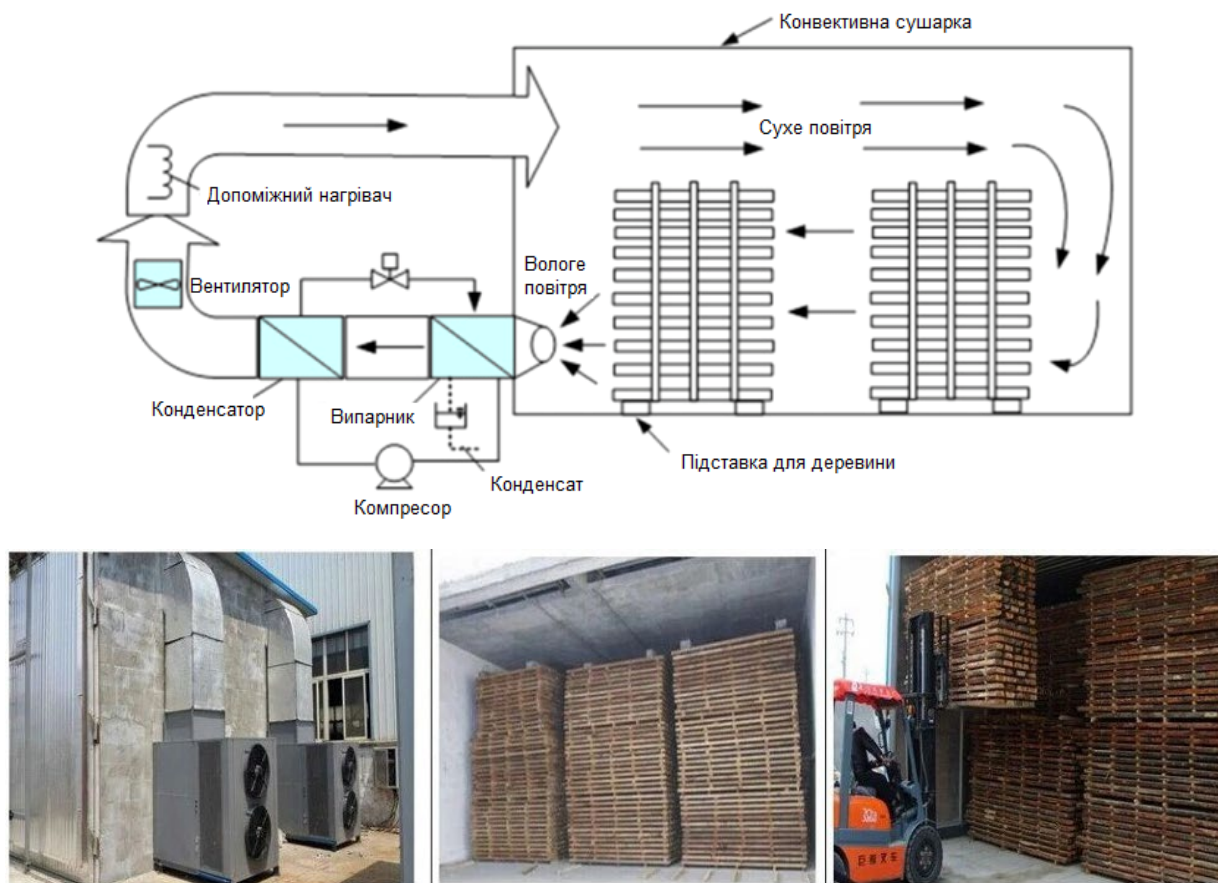 Конвективна сушарка
Сухе повітря
Допоміжний нагрівач
Вологе
повітря
Вентилятор
Конденсатор
Випарник
Підставка для деревини
Конденсат
Компресор